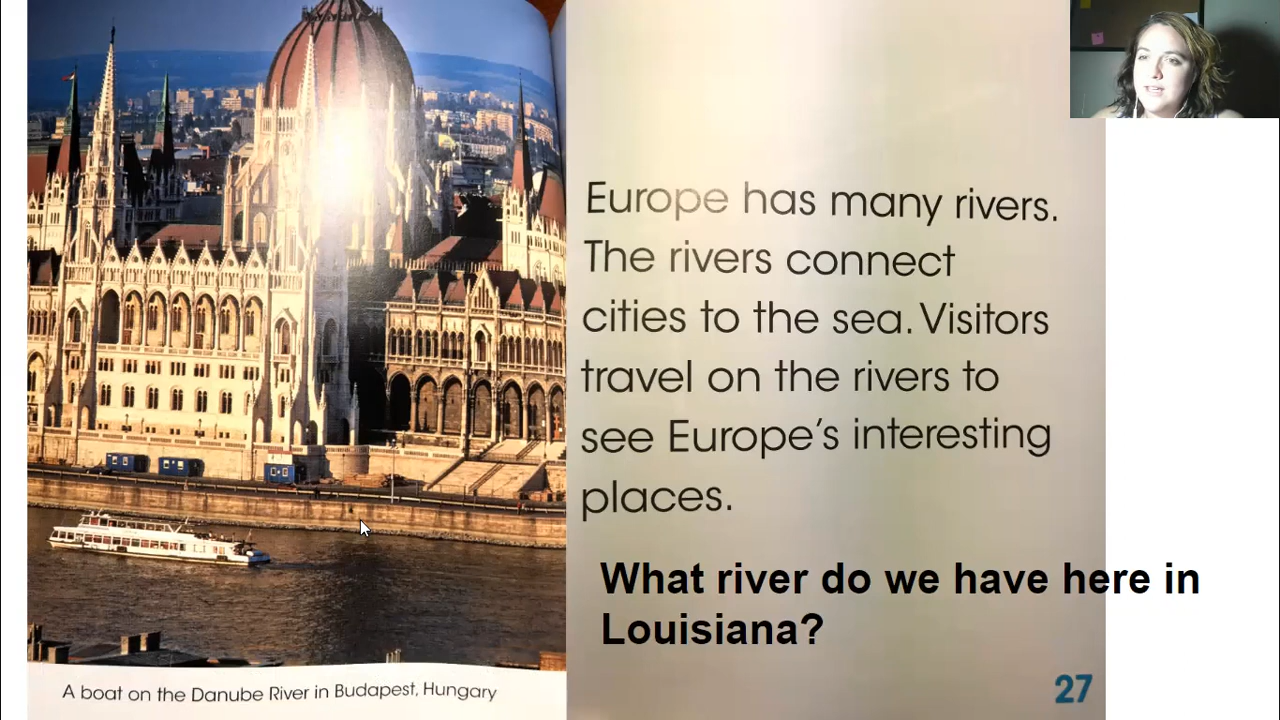 Europe has many rivers.
The rivers connect
cities to the sea. Visitors
travel on the rivers to
see Europe's interesting
places.
What river do we have here in
Louisiana?
27
A boat on the Danube River in Budapest, Hungary